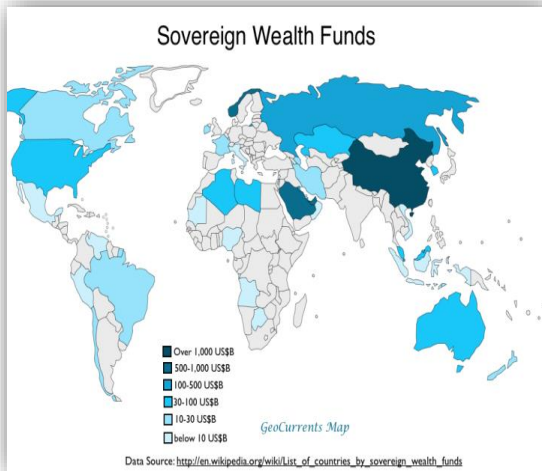 Sovereign Wealth Funds
Over 1,000 US$B
500-1,000 US$B
100-500 US$B
30-100 US$B
10-30 US$B
below 10 US$B
GeoCurrents Map
Data Source: http://en.wikipedia.org/wiki/List_of_countries_by_sovereign_wealth_funds